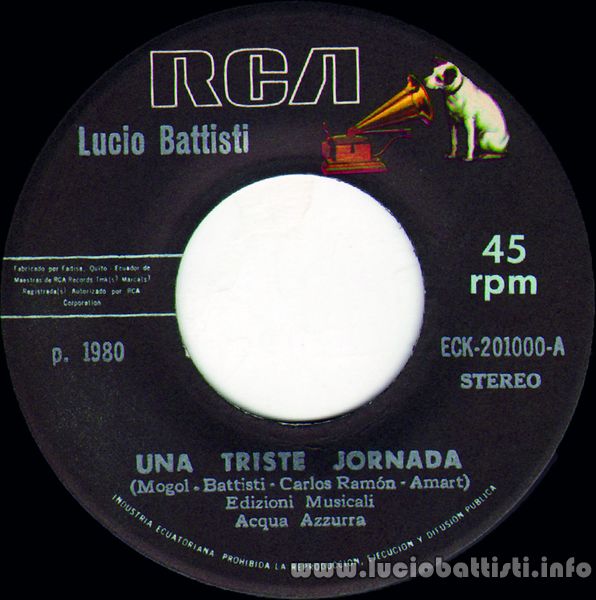 RCA
Lucio Battisti
45
rpm
Fabricado por Fadisa, Quito - Ecuador de
Maestras de RCA Records Tmk(s) Marca(s)
Registrada(s) Autorizado por RCA
Corporation
p. 1980
ECK-201000-A
STEREO
UNA TRISTE JORNADA
(Mogol - Battisti - Carlos Ramón - Amart)
Edizioni Musicali
Acqua Azzurra
INDUSTRIA ECUATORIANA. PROHIBIDA LA REPRODUCCION, EJECUCION Y DIFUSION PUBLICA
www.luciobattisti.info